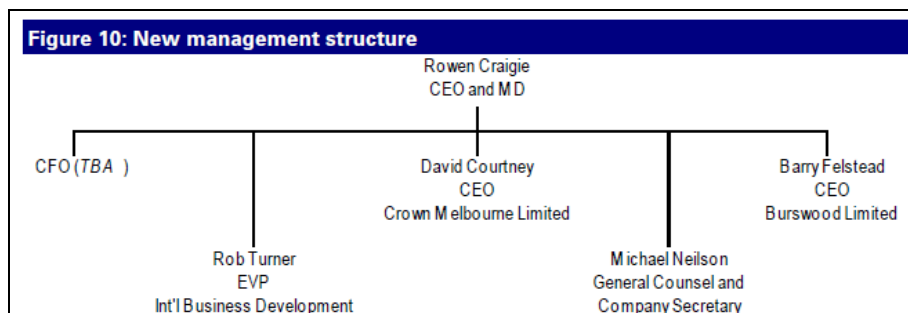 Figure 10: New management structure
Rowen Craigie
CEO and MD
CFO (TBA )
David Courtney
CEO
Crown Melbourne Limited
Barry Felstead
CEO
Burswood Limited
Rob Turner
EVP
Int'l Business Development
Michael Neilson
General Counsel and
Company Secretary